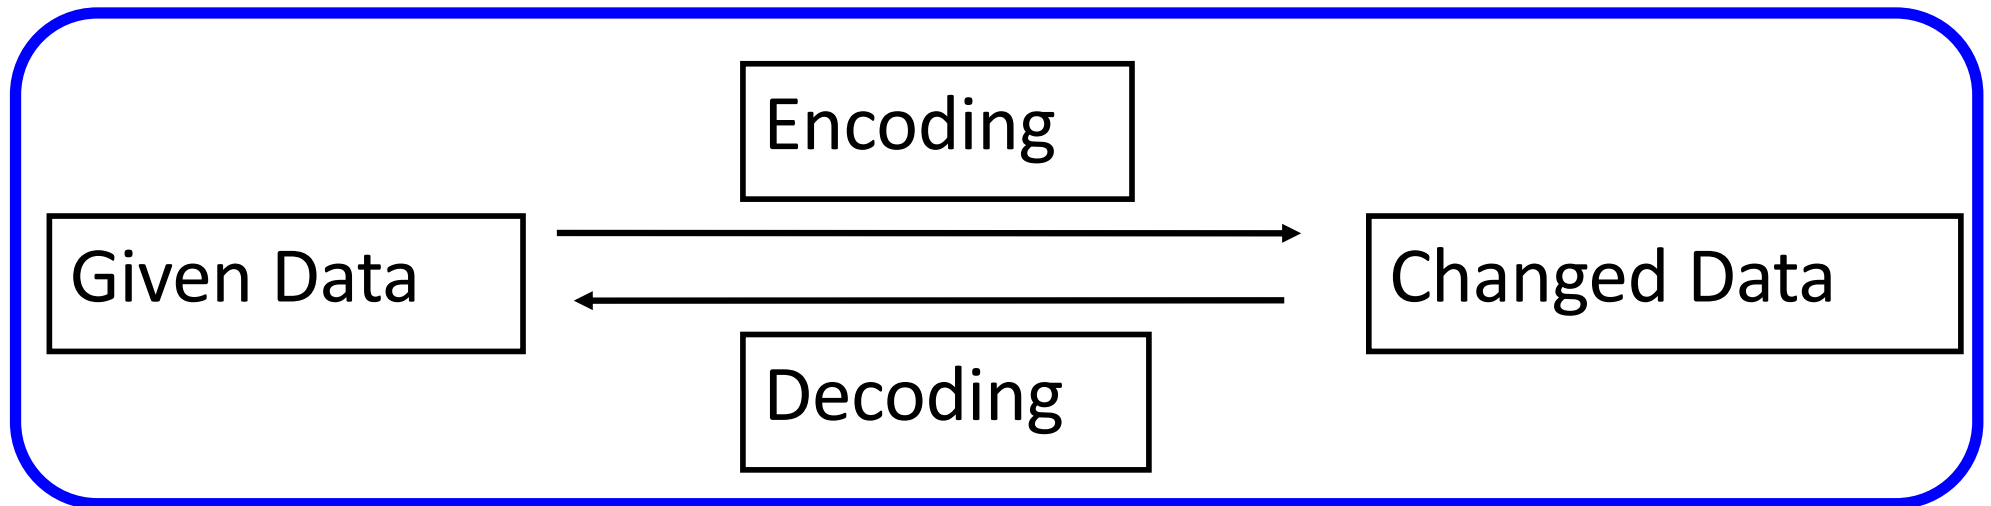 Encoding
Given Data
Changed Data
Decoding